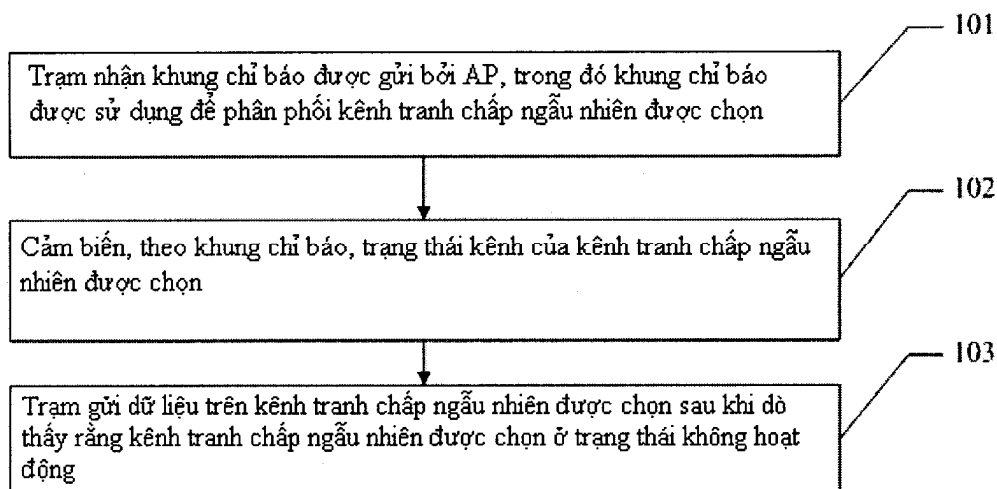 101
Trạm nhận khung chỉ báo được gửi bởi AP, trong đó khung chỉ báo
được sử dụng để phân phối kênh tranh chấp ngẫu nhiên được chọn
102
Cảm biến, theo khung chỉ báo, trạng thái kênh của kênh tranh chấp ngẫu
nhiên được chọn
103
Trạm gửi dữ liệu trên kênh tranh chấp ngẫu nhiên được chọn sau khi dò
thấy rằng kênh tranh chấp ngẫu nhiên được chọn ở trạng thái không hoạt
động